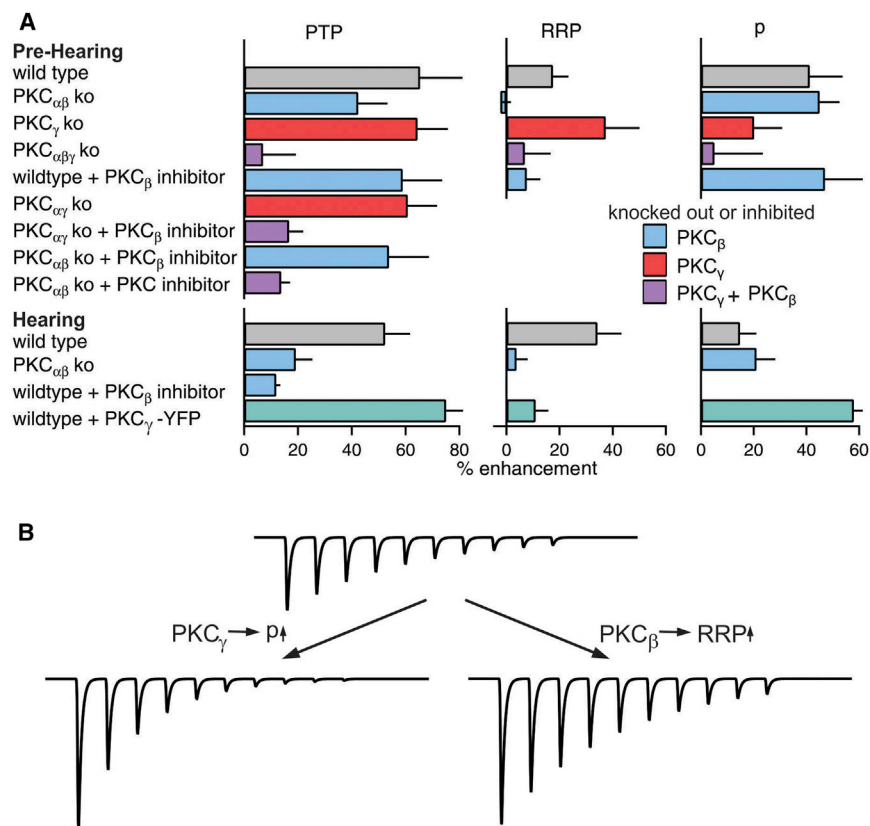 A
PTP RRP p
Pre-Hearing
wild type
PKCαβ ko
PKCγ ko
PKCαβγ ko
wildtype + PKCβ inhibitor
PKCαγ ko
PKCαγ ko + PKCβ inhibitor
PKCαβ ko + PKCβ inhibitor
PKCαβ ko + PKC inhibitor
knocked out or inhibited
PKCβ
PKCγ
PKCγ + PKCβ
Hearing
wild type
PKCαβ ko
wildtype + PKCβ inhibitor
wildtype + PKCγ -YFP
0 20 40 60 80 0 20 40 60 0 20 40 60
% enhancement
B
PKCγ → p↑ PKCβ → RRP↑